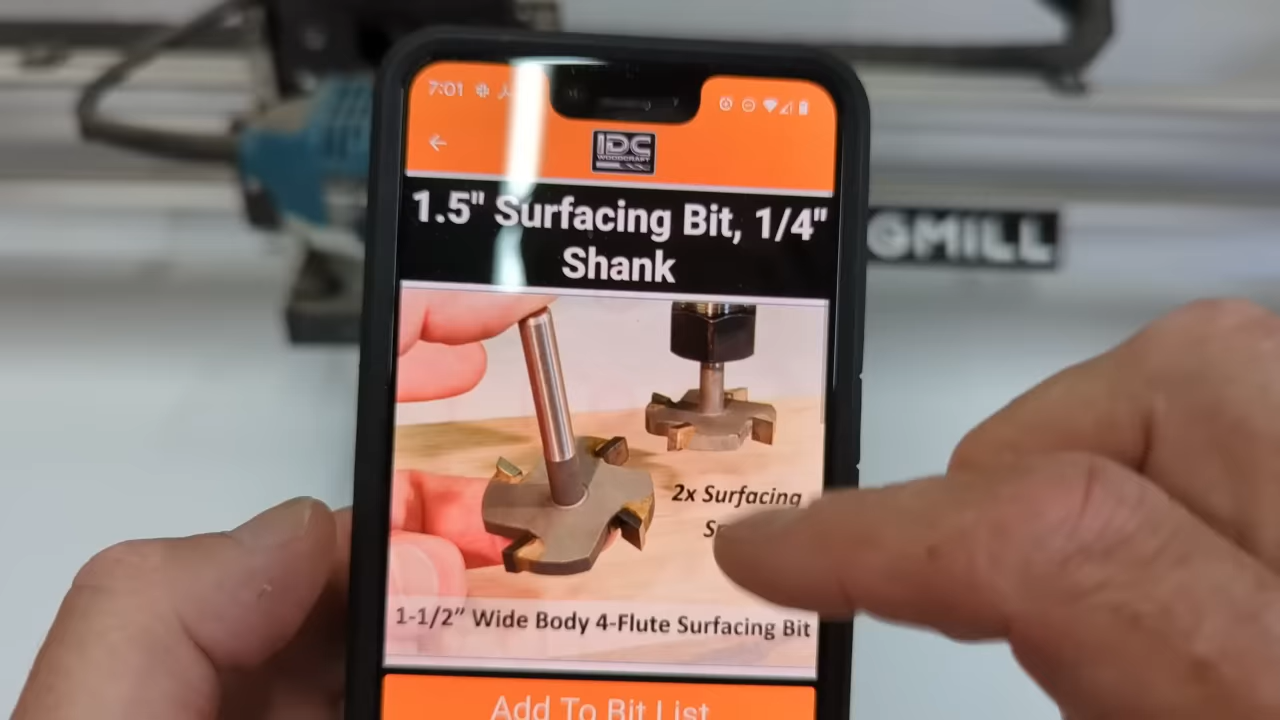 7:01
IDC
WOODCRAFT
1.5" Surfacing Bit, 1/4"
Shank
2x Surfacing
1-1/2" Wide Body 4-Flute Surfacing Bit
Add To Bit List
MILL